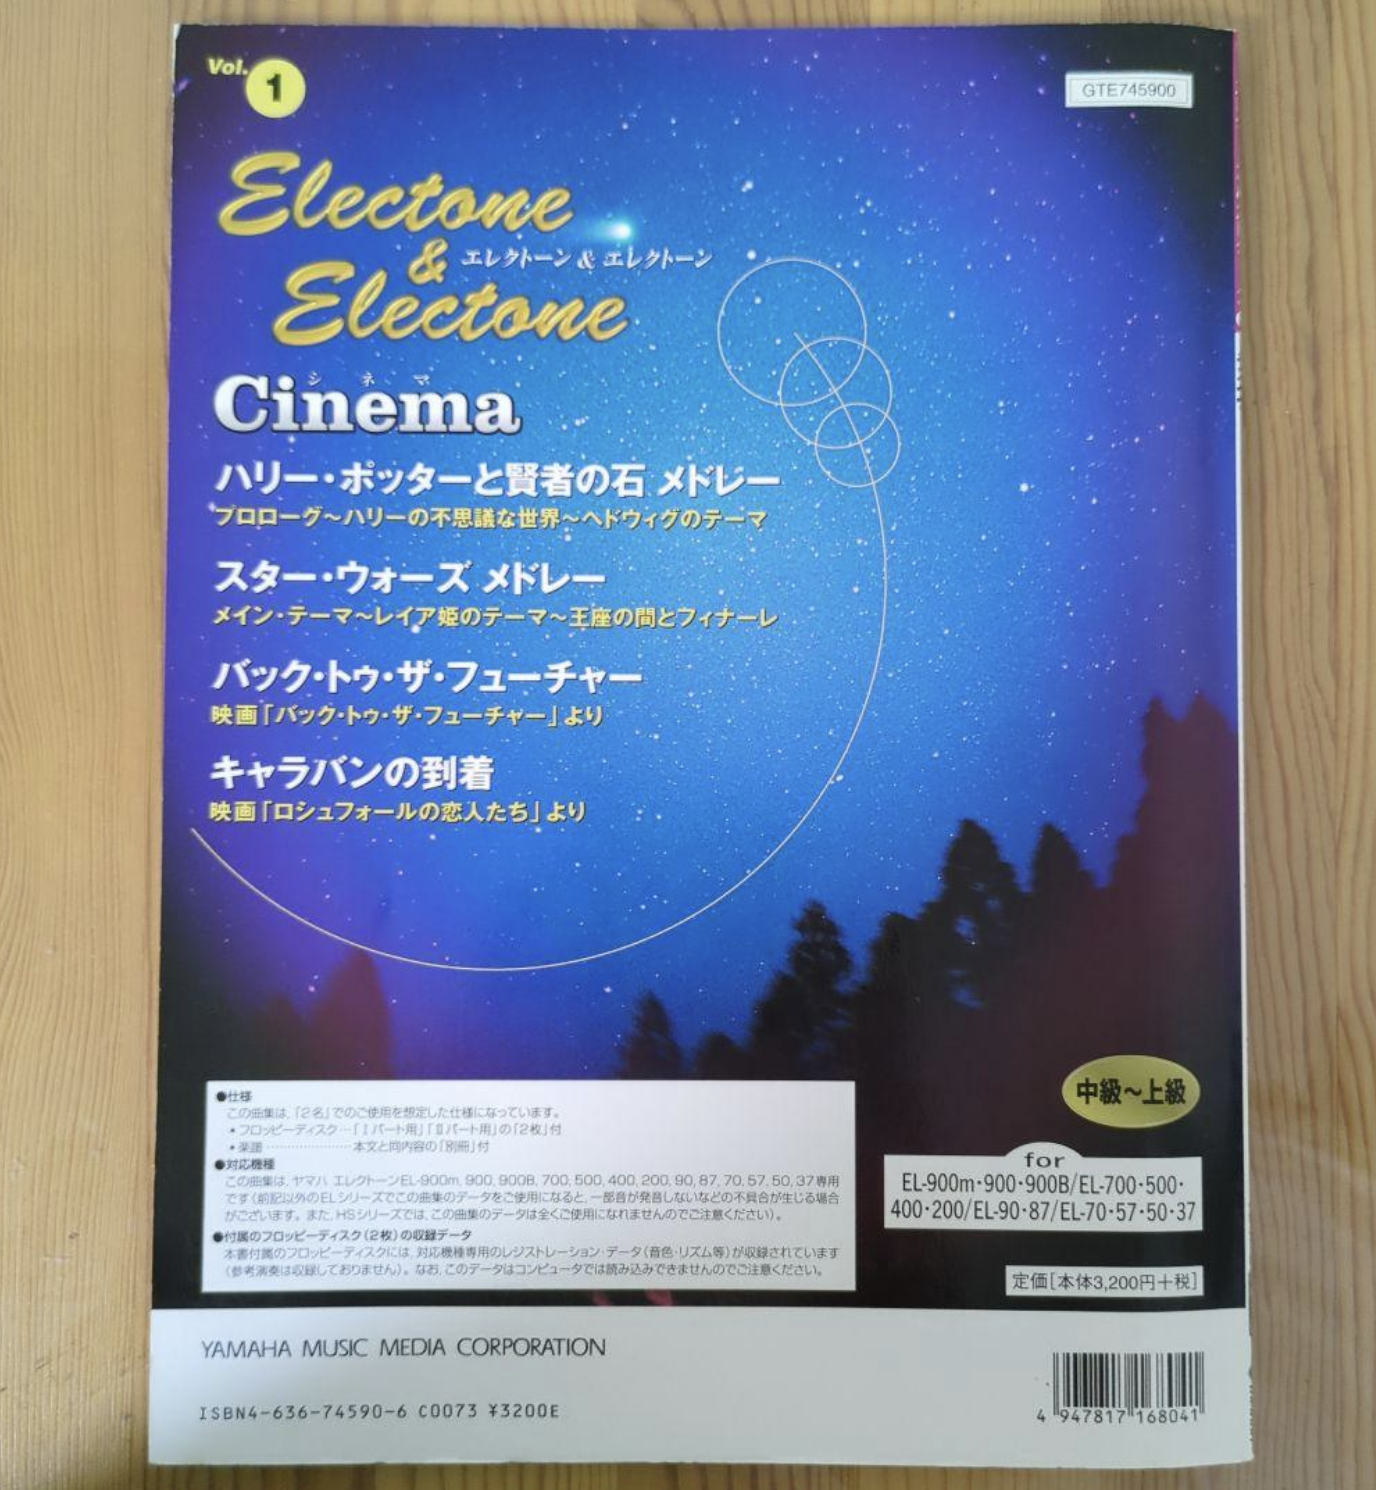 Vol. 1
GTE745900
Electone
& エレクトーン & エレクトーン
Electone
シネマ
Cinema
ハリー・ポッターと賢者の石 メドレー
プロローグ〜ハリーの不思議な世界〜ヘドウィグのテーマ
スター・ウォーズ メドレー
メイン・テーマ〜レイア姫のテーマ〜王座の間とフィナーレ
バック・トゥ・ザ・フューチャー
映画「バック・トゥ・ザ・フューチャー」より
キャラバンの到着
映画「ロシュフォールの恋人たち」より
●仕様
この曲集は、「2名」でのご使用を想定した仕様になっています。
・フロッピーディスク…「Ⅰパート用」「Ⅱパート用」の「2枚」付
・楽譜 ……………… 本文と同内容の「別冊」付
●対応機種
この曲集は、ヤマハ エレクトーンEL-900m, 900, 900B, 700, 500, 400, 200, 90, 87, 70, 57, 50, 37専用
です（前記以外のELシリーズでこの曲集のデータをご使用になると、一部音が発音しないなどの不具合が生じる場合
がございます。また、HSシリーズでは、この曲集のデータは全くご使用になれませんのでご注意ください）。
●付属のフロッピーディスク（2枚）の収録データ
本書付属のフロッピーディスクには、対応機種専用のレジストレーション・データ（音色・リズム等）が収録されています
（参考演奏は収録しておりません）。なお、このデータはコンピュータでは読み込みできませんのでご注意ください。
中級〜上級
for
EL-900m・900・900B/EL-700・500・
400・200/EL-90・87/EL-70・57・50・37
定価[本体3,200円＋税]
YAMAHA MUSIC MEDIA CORPORATION
ISBN4-636-74590-6 C0073 ¥3200E
4 947817 168041